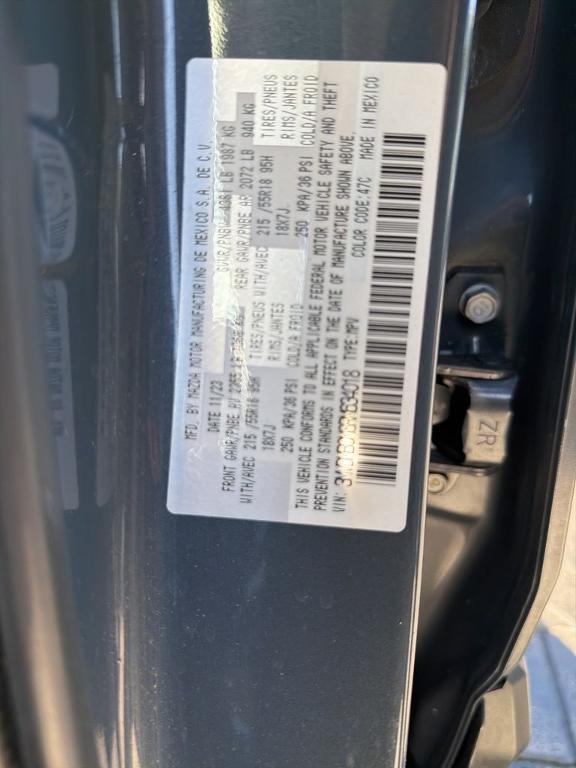 MFD. BY MAZDA MOTOR MANUFACTURING DE MEXICO S.A. DE C.V.
DATE 11/23 GVWR/PNBV LB 1987 KG
FRONT GAWR/PNBE AV LB KG REAR GAWR/PNBE AR 2072 LB 940 KG
WITH/AVEC 215 /55R18 95H TIRES/PNEUS WITH/AVEC 215 /55R18 95H TIRES/PNEUS
18X7J RIMS/JANTES 18X7J. RIMS/JANTES
250 KPA/36 PSI COLD/A FROID 250 KPA/36 PSI COLD/A FROID
THIS VEHICLE CONFORMS TO ALL APPLICABLE FEDERAL MOTOR VEHICLE SAFETY AND THEFT
PREVENTION STANDARDS IN EFFECT ON THE DATE OF MANUFACTURE SHOWN ABOVE.
VIN: TYPE:MPV COLOR CODE:47C MADE IN MEXICO
ZR